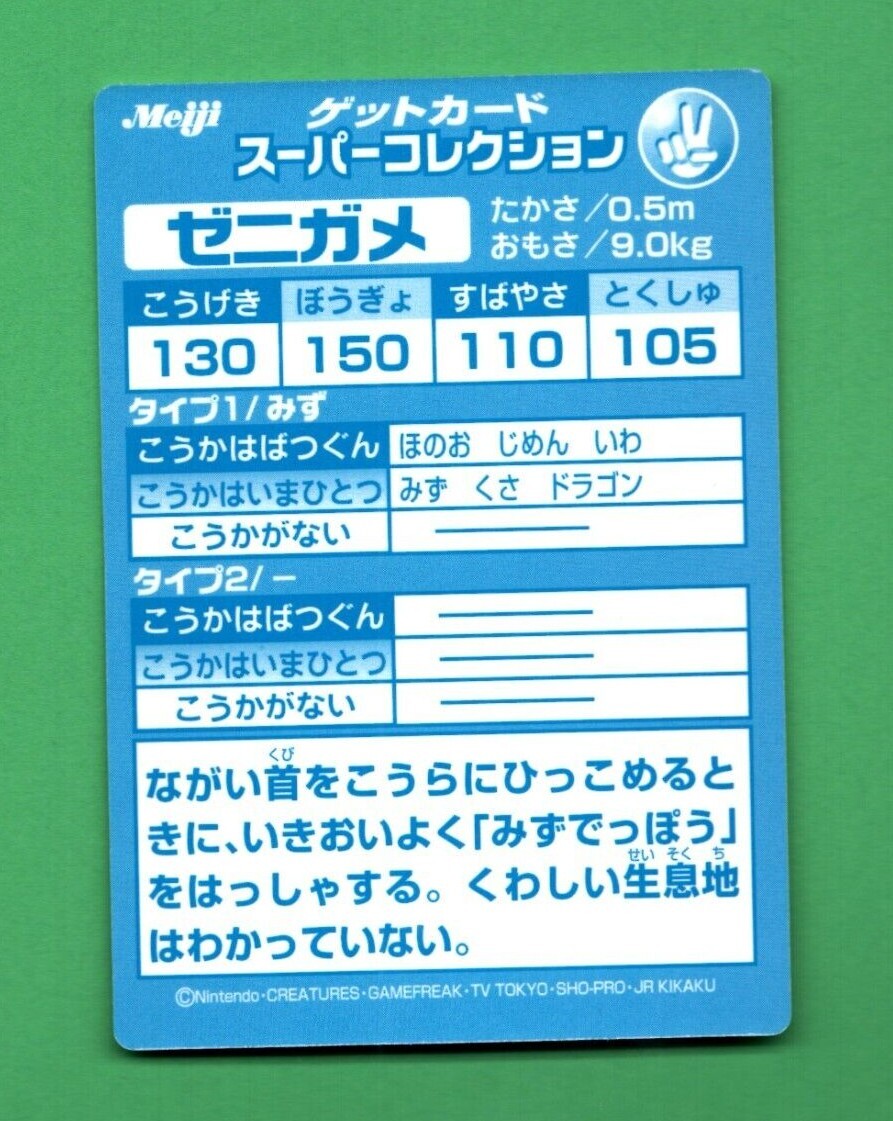 Meiji
ゲットカード
スーパーコレクション
ゼニガメ
たかさ/0.5m
おもさ/9.0kg
こうげき ぼうぎょ すばやさ とくしゅ
130 150 110 105
タイプ1/みず
こうかはばつぐん ほのお じめん いわ
こうかはいまひとつ みず くさ ドラゴン
こうかがない ———
タイプ2/ー
こうかはばつぐん ———
こうかはいまひとつ ———
こうかがない ———
くび
ながい首をこうらにひっこめると
きに、いきおいよく「みずでっぽう」
せい そく ち
をはっしゃする。くわしい生息地
はわかっていない。
©Nintendo・CREATURES・GAMEFREAK・TV TOKYO・SHO-PRO・JR KIKAKU